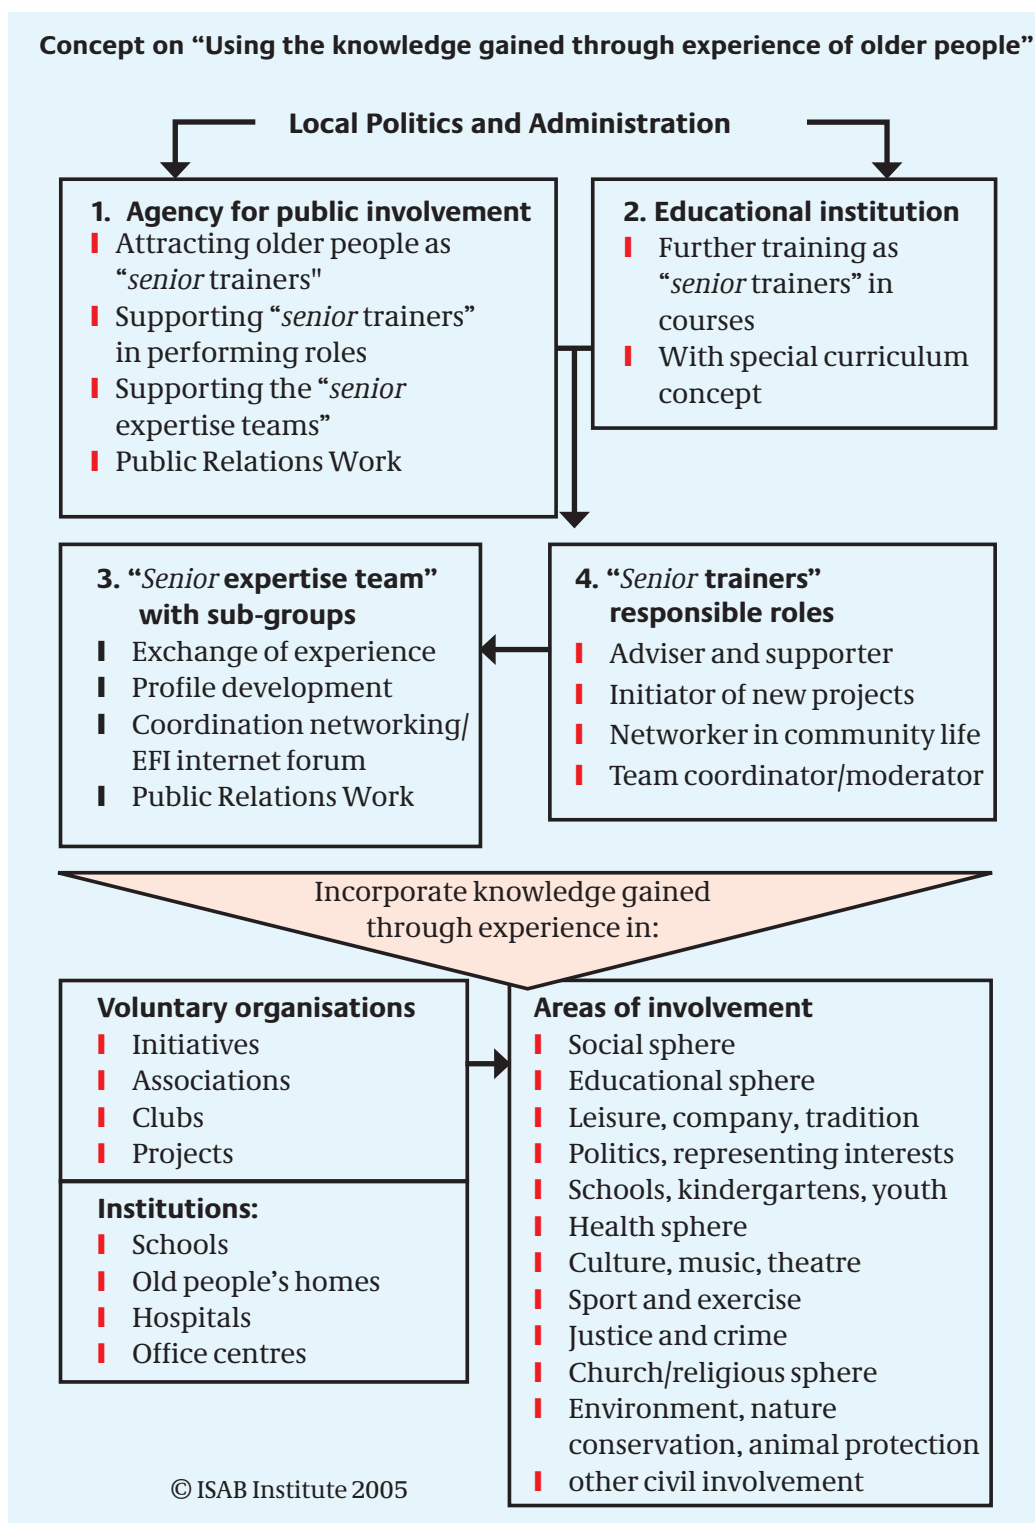 Concept on “Using the knowledge gained through experience of older people”
Local Politics and Administration
1. Agency for public involvement
Attracting older people as
“senior trainers"
Supporting “senior trainers”
in performing roles
Supporting the “senior
expertise teams”
Public Relations Work
2. Educational institution
Further training as
“senior trainers” in
courses
With special curriculum
concept
3. “Senior expertise team”
with sub-groups
Exchange of experience
Profile development
Coordination networking/
EFI internet forum
Public Relations Work
4. “Senior trainers”
responsible roles
Adviser and supporter
Initiator of new projects
Networker in community life
Team coordinator/moderator
Incorporate knowledge gained
through experience in:
Voluntary organisations
Initiatives
Associations
Clubs
Projects
Institutions:
Schools
Old people’s homes
Hospitals
Office centres
Areas of involvement
Social sphere
Educational sphere
Leisure, company, tradition
Politics, representing interests
Schools, kindergartens, youth
Health sphere
Culture, music, theatre
Sport and exercise
Justice and crime
Church/religious sphere
Environment, nature
conservation, animal protection
other civil involvement
© ISAB Institute 2005